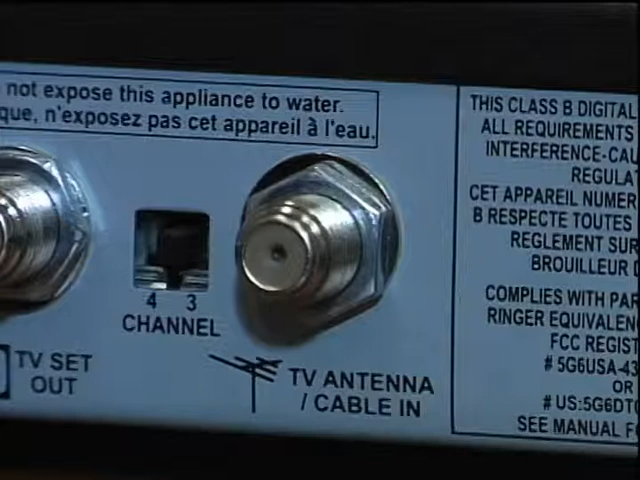 not expose this appliance to water.
que, n'exposez pas cet appareil à l'eau.
4 3
CHANNEL
TV SET
OUT
TV ANTENNA
/ CABLE IN
THIS CLASS B DIGITAL
ALL REQUIREMENTS
INTERFERENCE-CAU
REGULAT
CET APPAREIL NUMER
B RESPECTE TOUTES
REGLEMENT SUR
BROUILLEUR
COMPLIES WITH PAR
RINGER EQUIVALEN
FCC REGIST
# 5G6USA-43
OR
# US:5G6DT
SEE MANUAL F